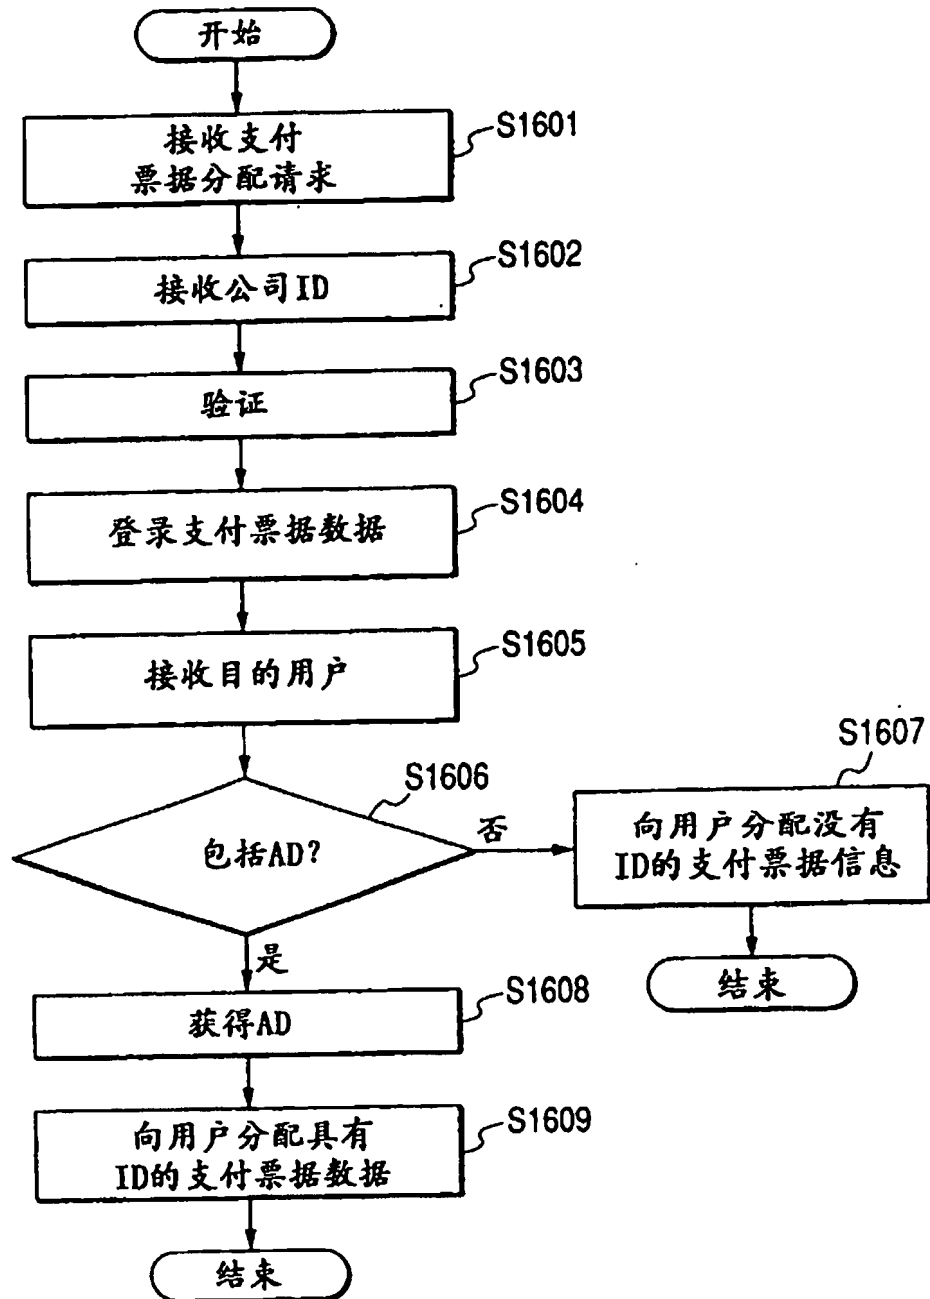 开始
接收支付
票据分配请求
S1601
接收公司ID
S1602
验证
S1603
登录支付票据数据
S1604
接收目的用户
S1605
包括AD?
S1606
否
向用户分配没有
ID的支付票据信息
S1607
结束
是
获得AD
S1608
向用户分配具有
ID的支付票据数据
S1609
结束